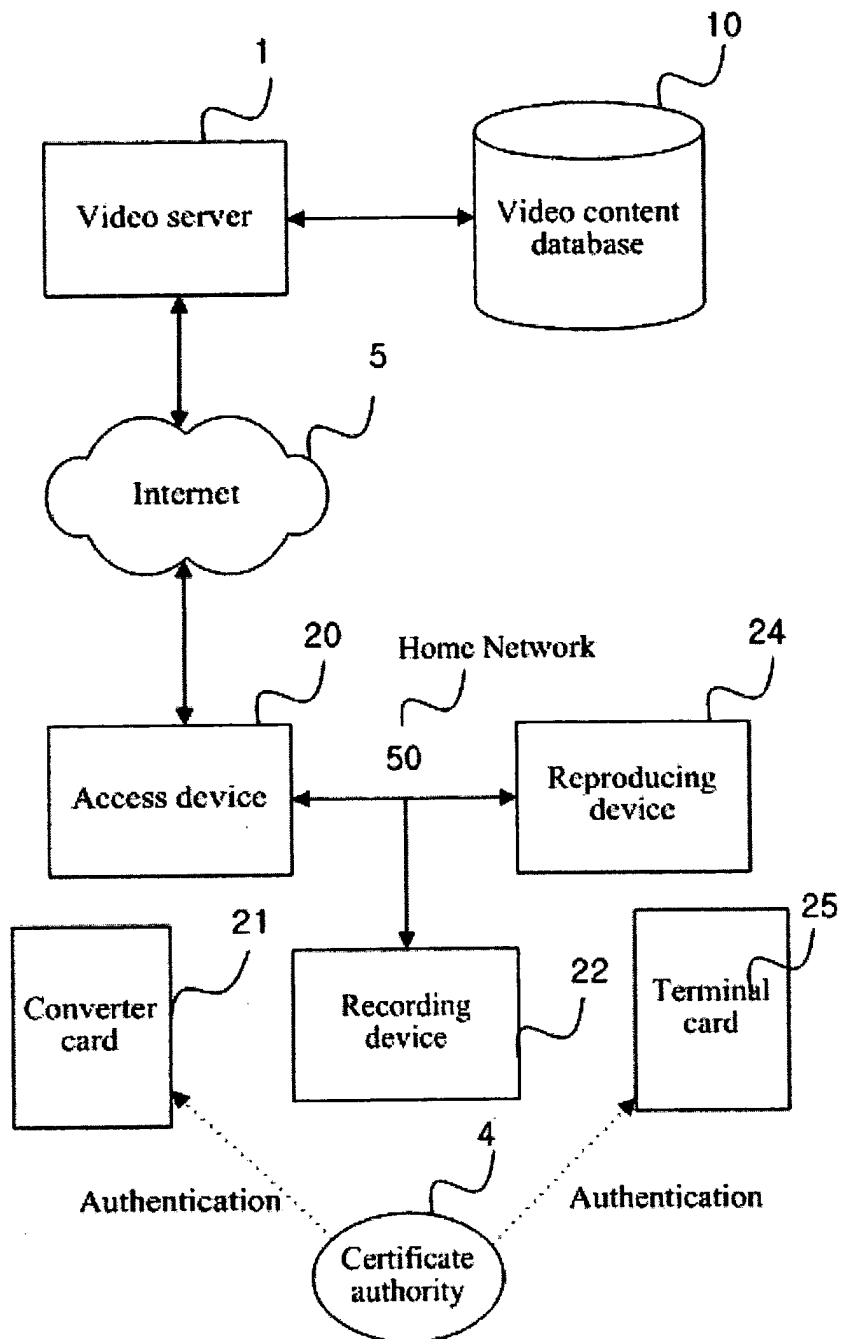 1
10
Video server
Video content
database
5
Internet
20
Home Network
24
50
Access device
Reproducing
device
21
25
Converter
card
Recording
device
22
Terminal
card
4
Authentication
Authentication
Certificate
authority